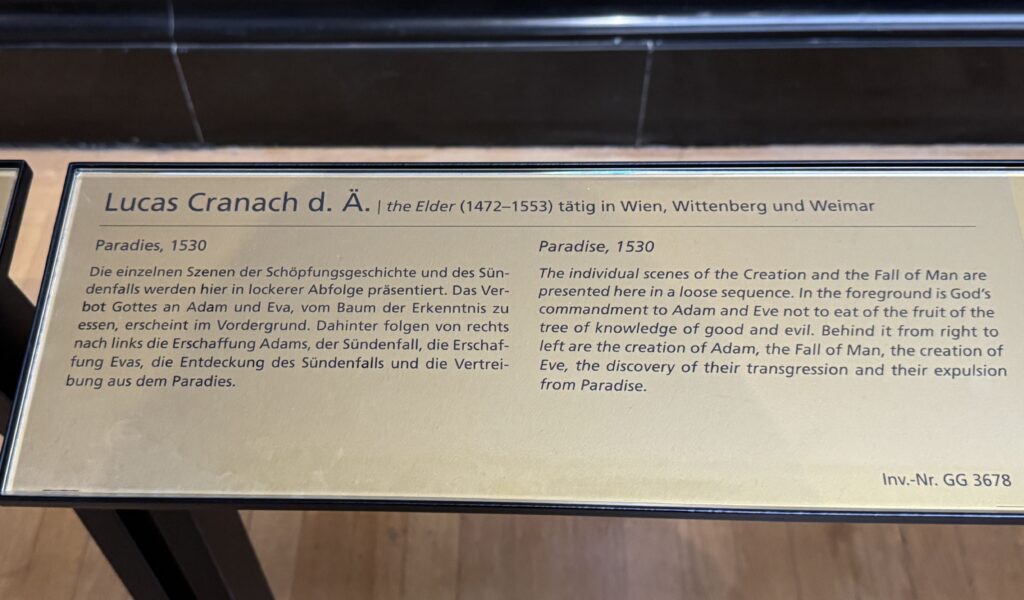 Lucas Cranach d. Ä. | the Elder (1472–1553) tätig in Wien, Wittenberg und Weimar
Paradies, 1530
Die einzelnen Szenen der Schöpfungsgeschichte und des Sün-
denfalls werden hier in lockerer Abfolge präsentiert. Das Ver-
bot Gottes an Adam und Eva, vom Baum der Erkenntnis zu
essen, erscheint im Vordergrund. Dahinter folgen von rechts
nach links die Erschaffung Adams, der Sündenfall, die Erschaf-
fung Evas, die Entdeckung des Sündenfalls und die Vertrei-
bung aus dem Paradies.
Paradise, 1530
The individual scenes of the Creation and the Fall of Man are
presented here in a loose sequence. In the foreground is God's
commandment to Adam and Eve not to eat of the fruit of the
tree of knowledge of good and evil. Behind it from right to
left are the creation of Adam, the Fall of Man, the creation of
Eve, the discovery of their transgression and their expulsion
from Paradise.
Inv.-Nr. GG 3678